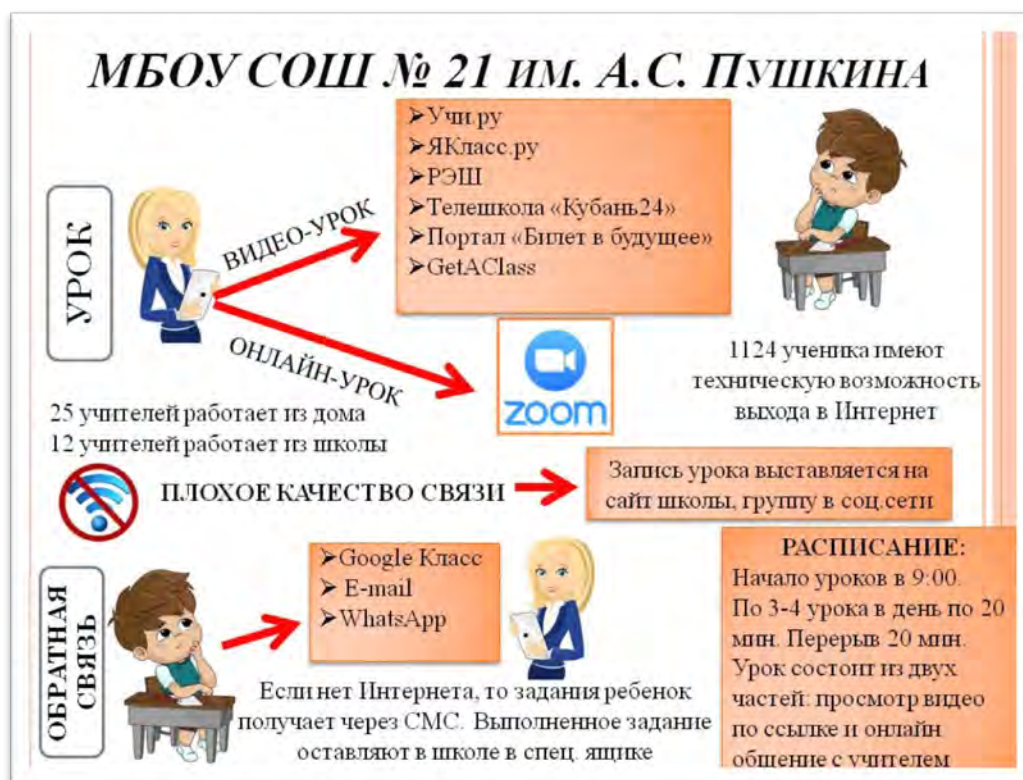 МБОУ СОШ № 21 ИМ. А.С. ПУШКИНА
УРОК
ВИДЕО-УРОК
➢Учи.ру
➢ЯКласс.ру
➢РЭШ
➢Телешкола «Кубань24»
➢Портал «Билет в будущее»
➢GetAClass
ОНЛАЙН-УРОК
zoom
1124 ученика имеют
техническую возможность
выхода в Интернет
25 учителей работает из дома
12 учителей работает из школы
ПЛОХОЕ КАЧЕСТВО СВЯЗИ
Запись урока выставляется на
сайт школы, группу в соц.сети
ОБРАТНАЯ
СВЯЗЬ
➢Google Класс
➢ E-mail
➢WhatsApp
Если нет Интернета, то задания ребенок
получает через СМС. Выполненное задание
оставляют в школе в спец. ящике
РАСПИСАНИЕ:
Начало уроков в 9:00.
По 3-4 урока в день по 20
мин. Перерыв 20 мин.
Урок состоит из двух
частей: просмотр видео
по ссылке и онлайн
общение с учителем